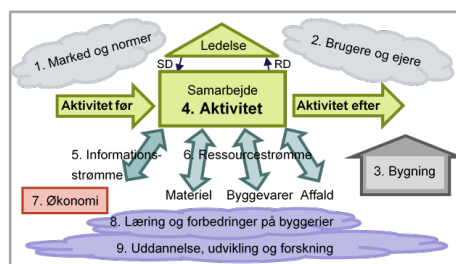 Ledelse
1. Marked og normer
2. Brugere og ejere
SD
RD
Samarbejde
4. Aktivitet
Aktivitet før
Aktivitet efter
5. Informations-
strømme
6. Ressourcestrømme
3. Bygning
7. Økonomi
Materiel
Byggevarer
Affald
8. Læring og forbedringer på byggerier
9. Uddannelse, udvikling og forskning